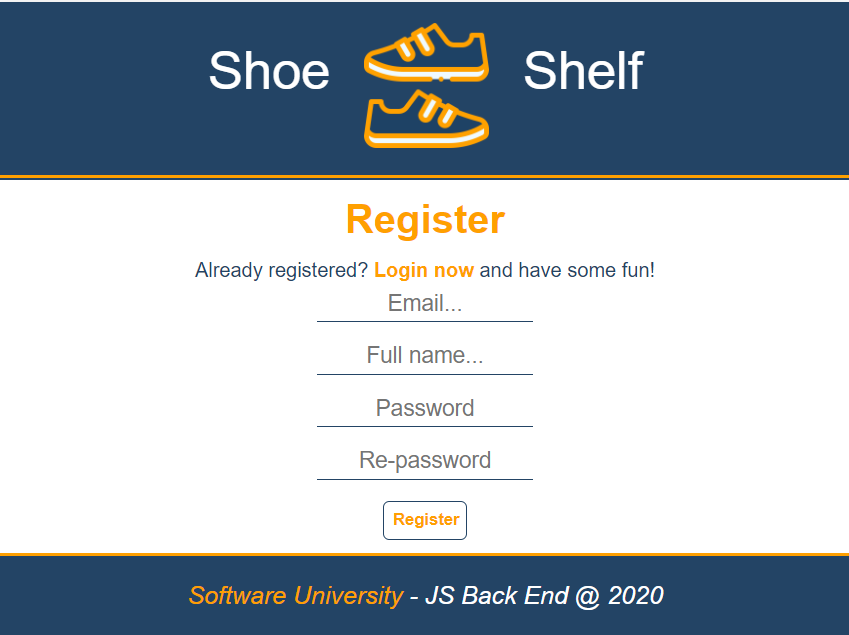 Shoe Shelf
Register
Already registered? Login now and have some fun!
Email...
Full name...
Password
Re-password
Register
Software University - JS Back End @ 2020